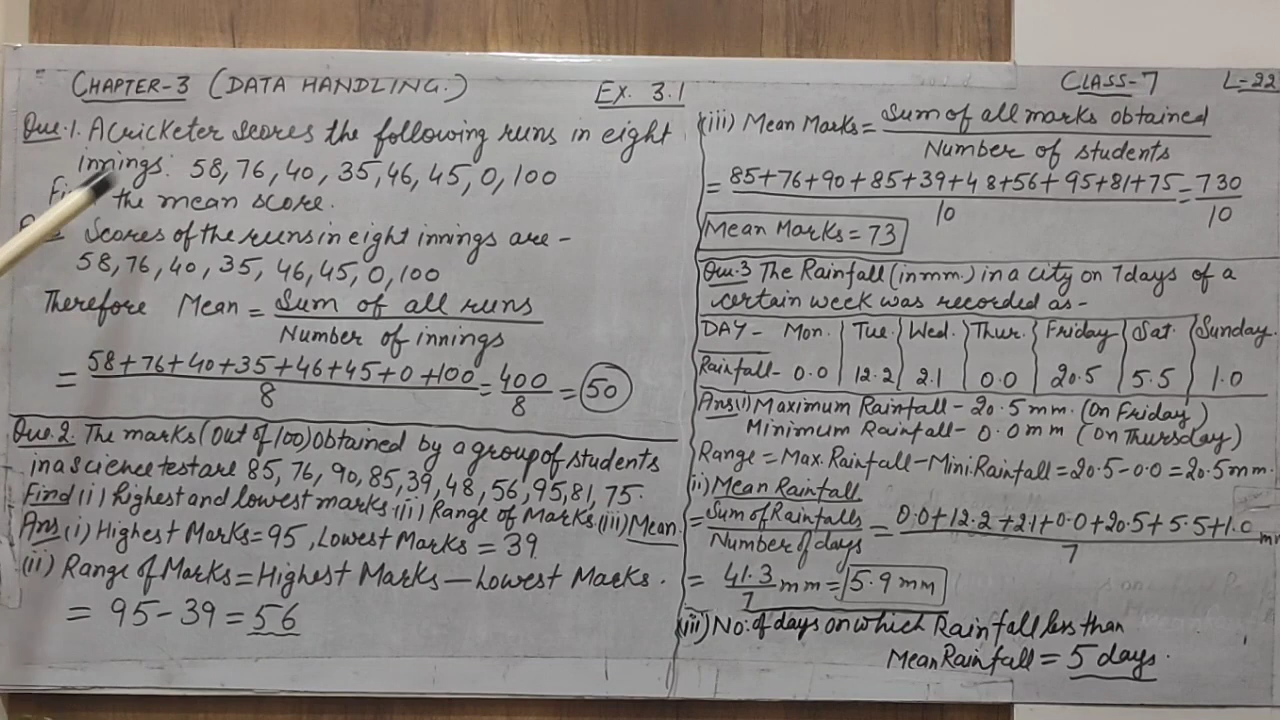 CHAPTER-3 (DATA HANDLING.)
EX. 3.1
CLASS-7
L-22
Que.1. A Cricketer scores the following runs in eight
innings: 58, 76, 40, 35, 46, 45, 0, 100
the mean score.
Scores of the runs in eight innings are -
58, 76, 40, 35, 46, 45, 0, 100
Therefore Mean = Sum of all runs
Number of innings
= 58+76+40+35+46+45+0+100 = 400 = 50
8 8
Que.2. The marks (out of 100) obtained by a group of students
in a science test are 85, 76, 90, 85, 39, 48, 56, 95, 81, 75.
Find (i) highest and lowest marks (ii) Range of Marks. (iii) Mean.
Ans (i) Highest Marks = 95, Lowest Marks = 39
(ii) Range of Marks = Highest Marks – Lowest Marks.
= 95-39 = 56
(iii) Mean Marks = Sum of all marks obtained
Number of students
= 85+76+90+85+39+48+56+95+81+75 = 730
10 10
Mean Marks = 73
Que.3 The Rainfall (in mm.) in a city on 7 days of a
certain week was recorded as -
DAY - Mon. Tue. Wed. Thur. Friday Sat. Sunday.
Rainfall - 0.0 12.2 2.1 0.0 20.5 5.5 1.0
Ans (i) Maximum Rainfall - 20.5 mm. (on Friday)
Minimum Rainfall - 0.0 mm (on Thursday)
Range = Max. Rainfall - Mini. Rainfall = 20.5-0.0 = 20.5 mm.
(ii) Mean Rainfall
= Sum of Rainfalls = 0.0+12.2+2.1+0.0+20.5+5.5+1.0
Number of days 7
= 41.3 mm = 5.9 mm
7
(iii) No. of days on which Rainfall less than
Mean Rainfall = 5 days.